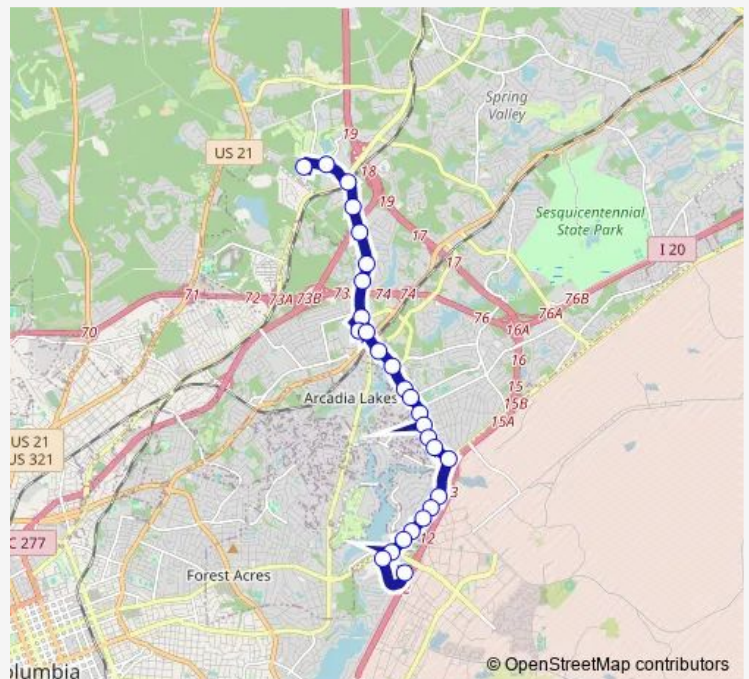 Spring
Valley
19
US 21
18
19
Sesquicentennial
State Park
17
I 20
17
71
72
73A
73B
73
74
74
76B
76A
76
16A
70
16
15
15B
Arcadia Lakes
15A
US 21
US 321
3
C 277
12
Forest Acres
olumbia
© OpenStreetMap contributors